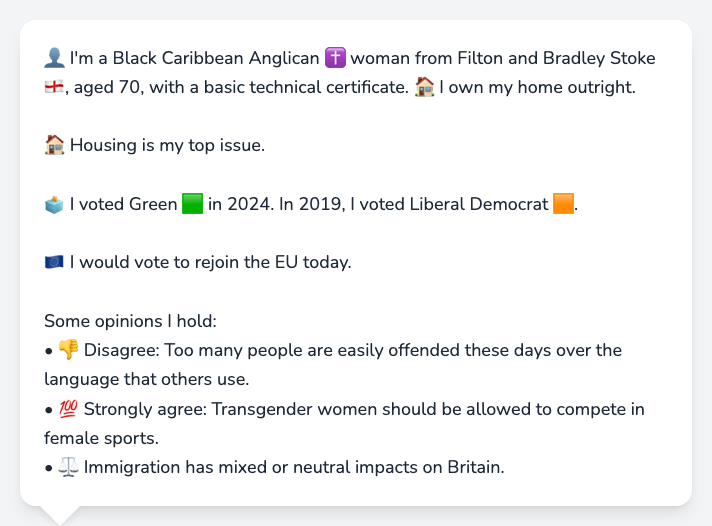 👤 I'm a Black Caribbean Anglican ✝️ woman from Filton and Bradley Stoke
🏴󠁧󠁢󠁥󠁮󠁧󠁿, aged 70, with a basic technical certificate. 🏠 I own my home outright.
🏠 Housing is my top issue.
🗳️ I voted Green 🟩 in 2024. In 2019, I voted Liberal Democrat 🟧.
🇪🇺 I would vote to rejoin the EU today.
Some opinions I hold:
• 👎 Disagree: Too many people are easily offended these days over the
language that others use.
• 💯 Strongly agree: Transgender women should be allowed to compete in
female sports.
• ⚖️ Immigration has mixed or neutral impacts on Britain.